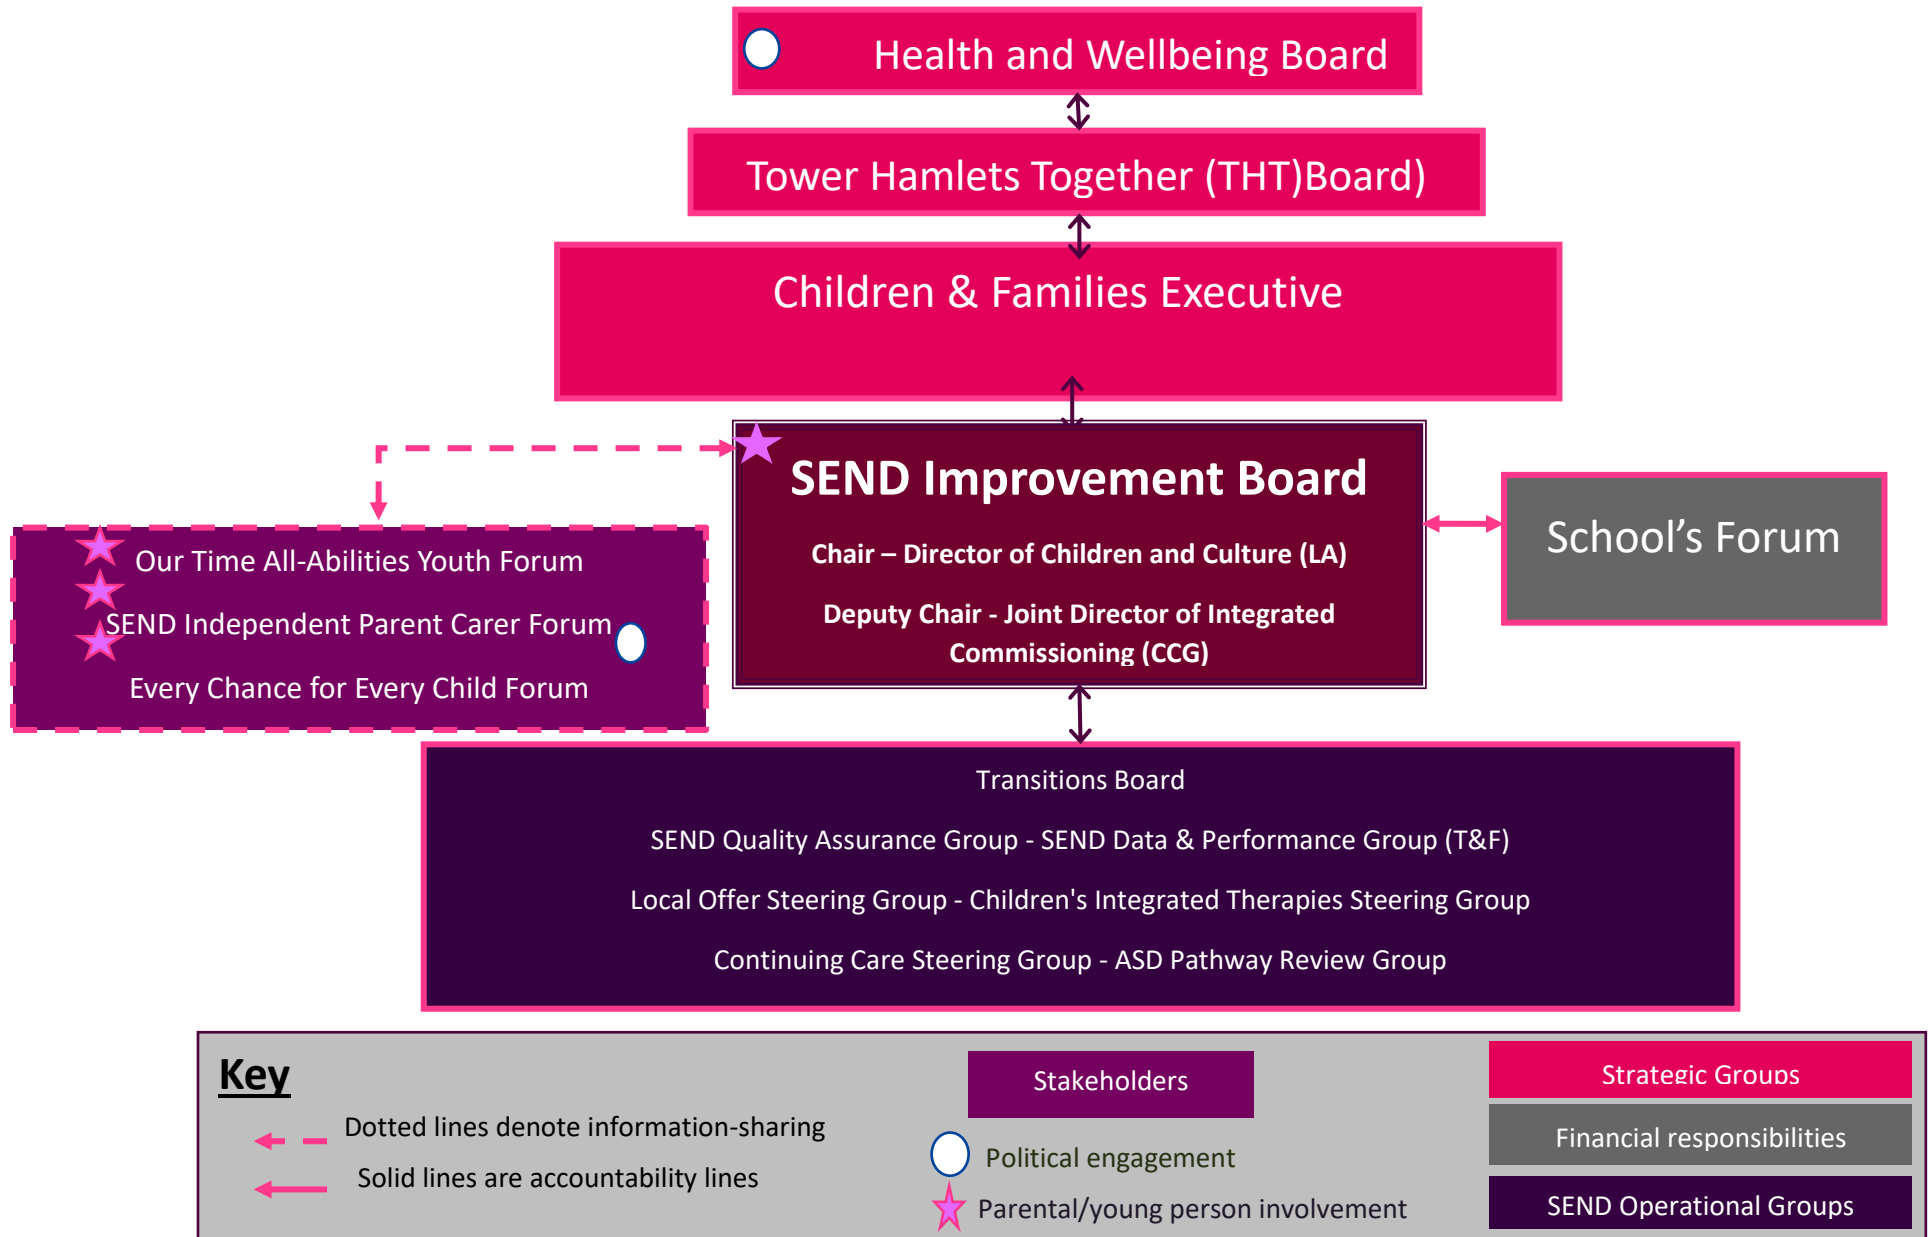 Health and Wellbeing Board
Tower Hamlets Together (THT)Board)
Children & Families Executive
SEND Improvement Board
Chair – Director of Children and Culture (LA)
Deputy Chair - Joint Director of Integrated
Commissioning (CCG)
School’s Forum
Our Time All-Abilities Youth Forum
SEND Independent Parent Carer Forum
Every Chance for Every Child Forum
Transitions Board
SEND Quality Assurance Group - SEND Data & Performance Group (T&F)
Local Offer Steering Group - Children's Integrated Therapies Steering Group
Continuing Care Steering Group - ASD Pathway Review Group
Key
Dotted lines denote information-sharing
Solid lines are accountability lines
Stakeholders
Political engagement
Parental/young person involvement
Strategic Groups
Financial responsibilities
SEND Operational Groups